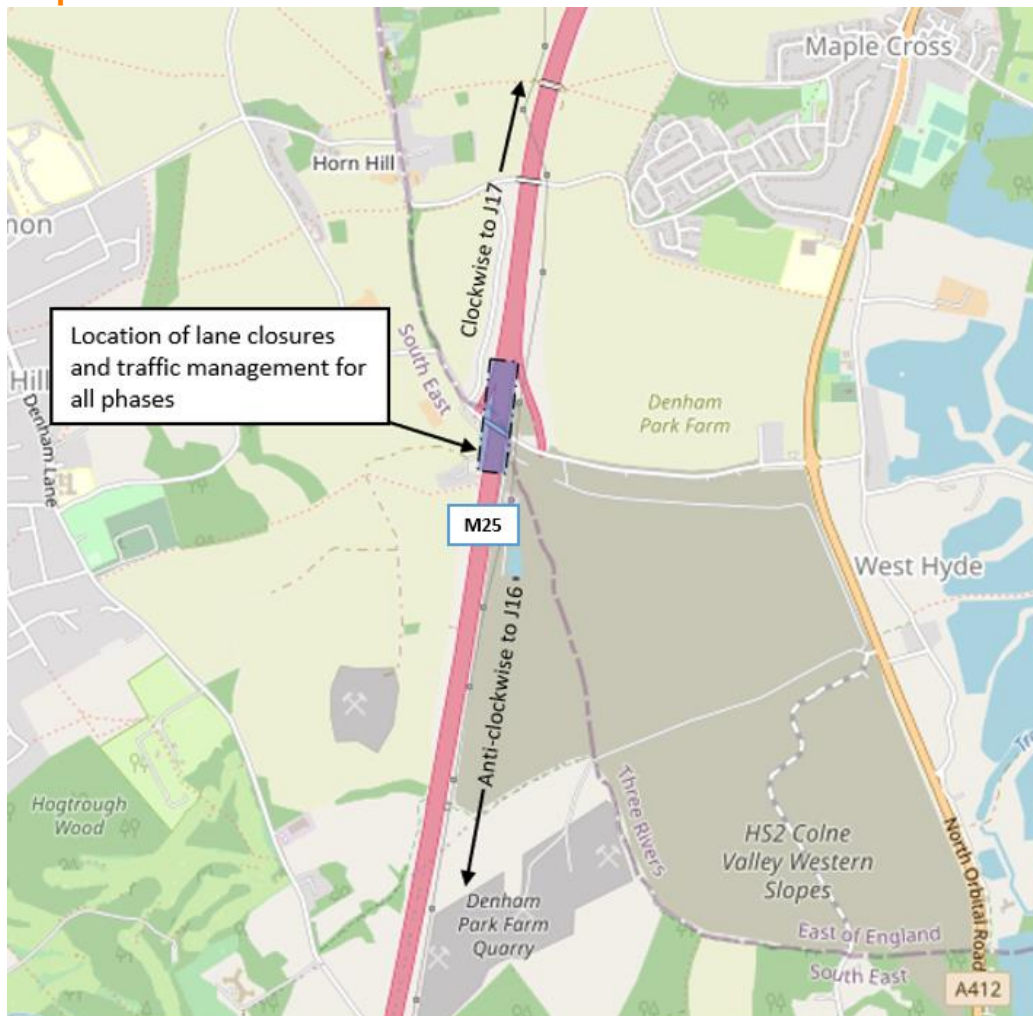 Maple Cross
Horn Hill
non
Clockwise to J17
Location of lane closures
and traffic management for
all phases
South East
Hill
Denham Lane
Denham
Park Farm
M25
West Hyde
Anti-clockwise to J16
Three Rivers
Hogtrough
Wood
HS2 Colne
Valley Western
Slopes
North Orbital Road
Denham
Park Farm
Quarry
East of England
South East
A412